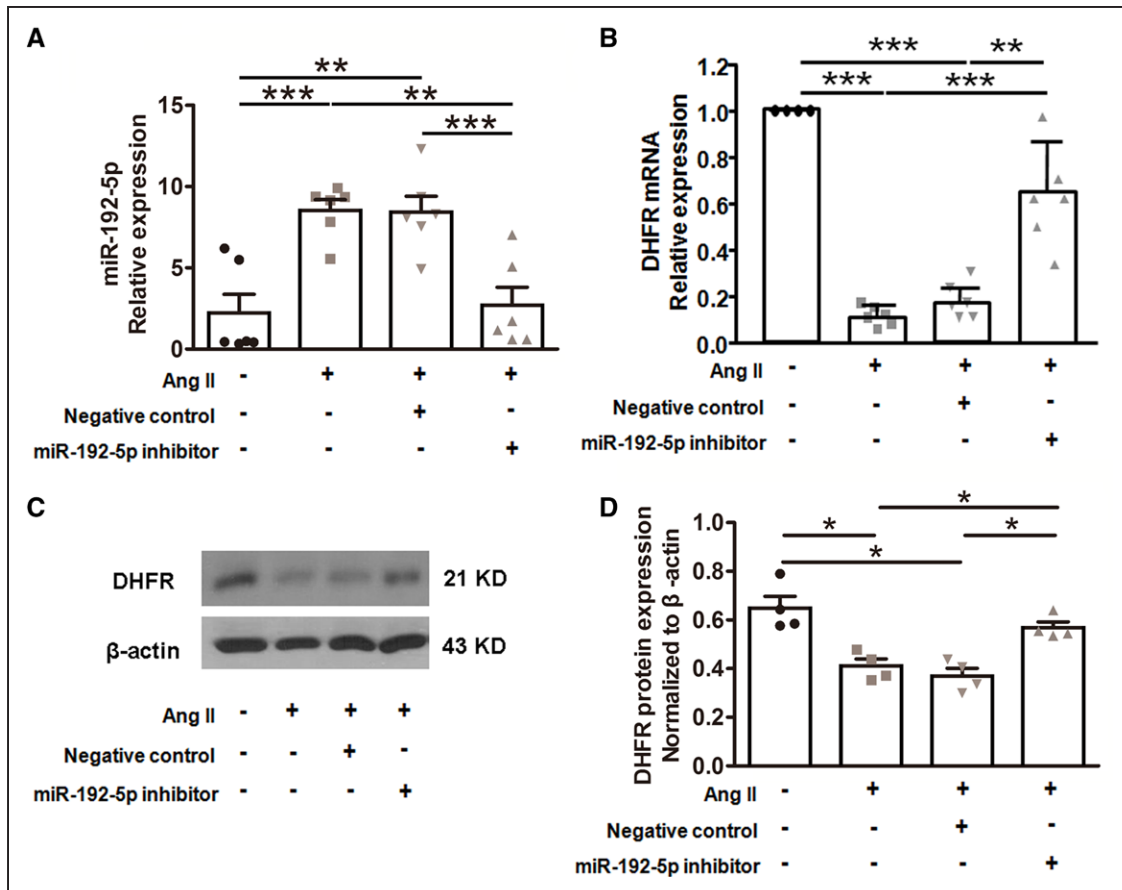 A
** 
*** **
***
15
10
5
0
miR-192-5p
Relative expression
Ang II - + + +
Negative control - - + -
miR-192-5p inhibitor - - - +
B
*** **
*** ***
1.2
1.0
0.8
0.6
0.4
0.2
0.0
DHFR mRNA
Relative expression
Ang II - + + +
Negative control - - + -
miR-192-5p inhibitor - - - +
C
DHFR 21 KD
β-actin 43 KD
Ang II - + + +
Negative control - - + -
miR-192-5p inhibitor - - - +
D
*
* *
*
1.0
0.8
0.6
0.4
0.2
0.0
DHFR protein expression
Normalized to β -actin
Ang II - + + +
Negative control - - + -
miR-192-5p inhibitor - - - +